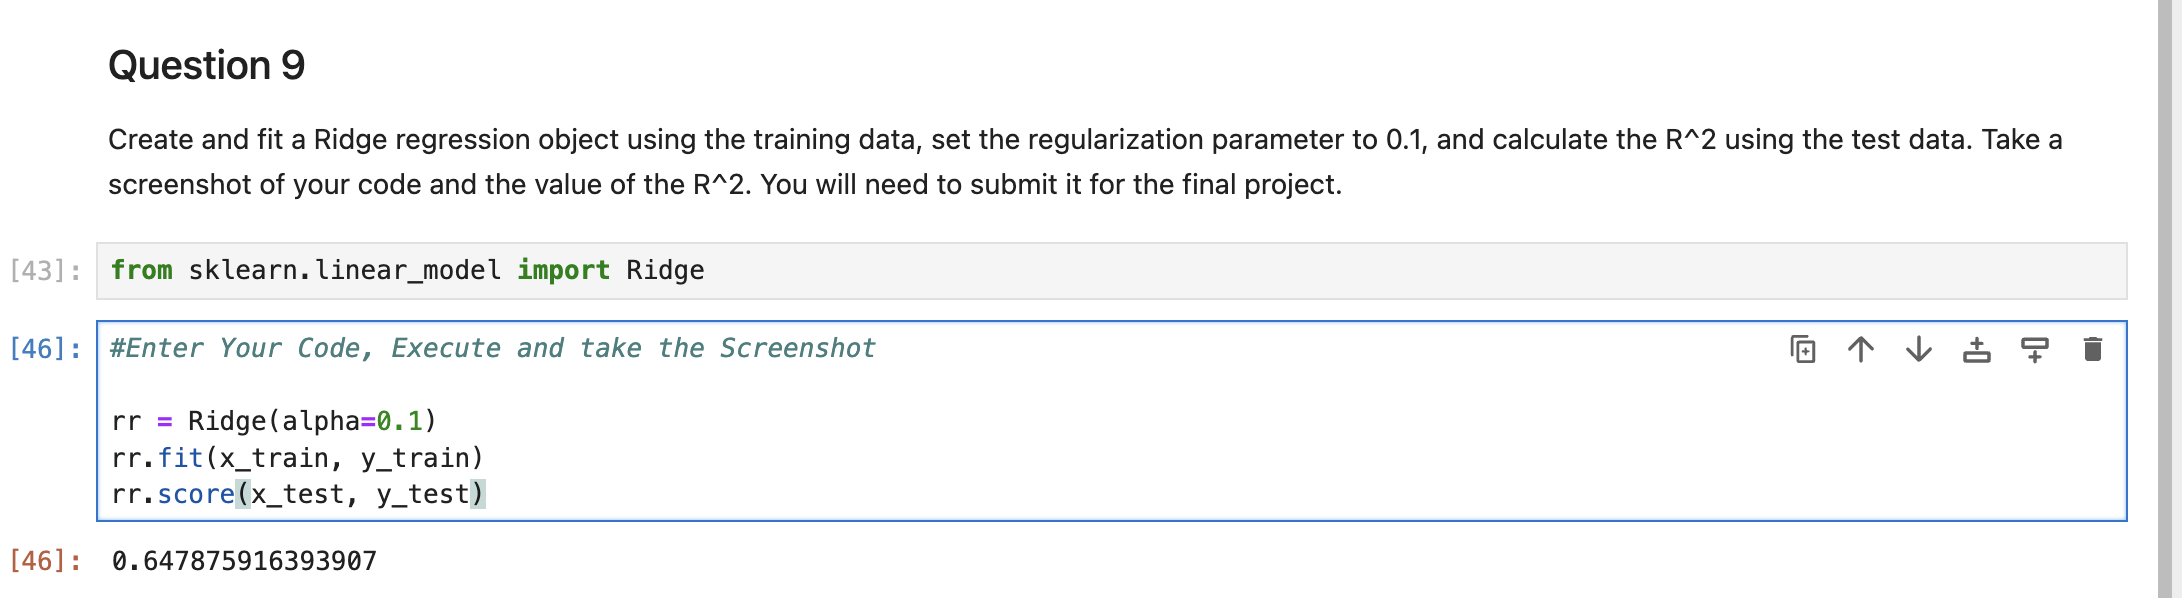 Question 9
Create and fit a Ridge regression object using the training data, set the regularization parameter to 0.1, and calculate the R^2 using the test data. Take a
screenshot of your code and the value of the R^2. You will need to submit it for the final project.
[43]: from sklearn.linear_model import Ridge
[46]: #Enter Your Code, Execute and take the Screenshot
rr = Ridge(alpha=0.1)
rr.fit(x_train, y_train)
rr.score(x_test, y_test)
[46]: 0.647875916393907